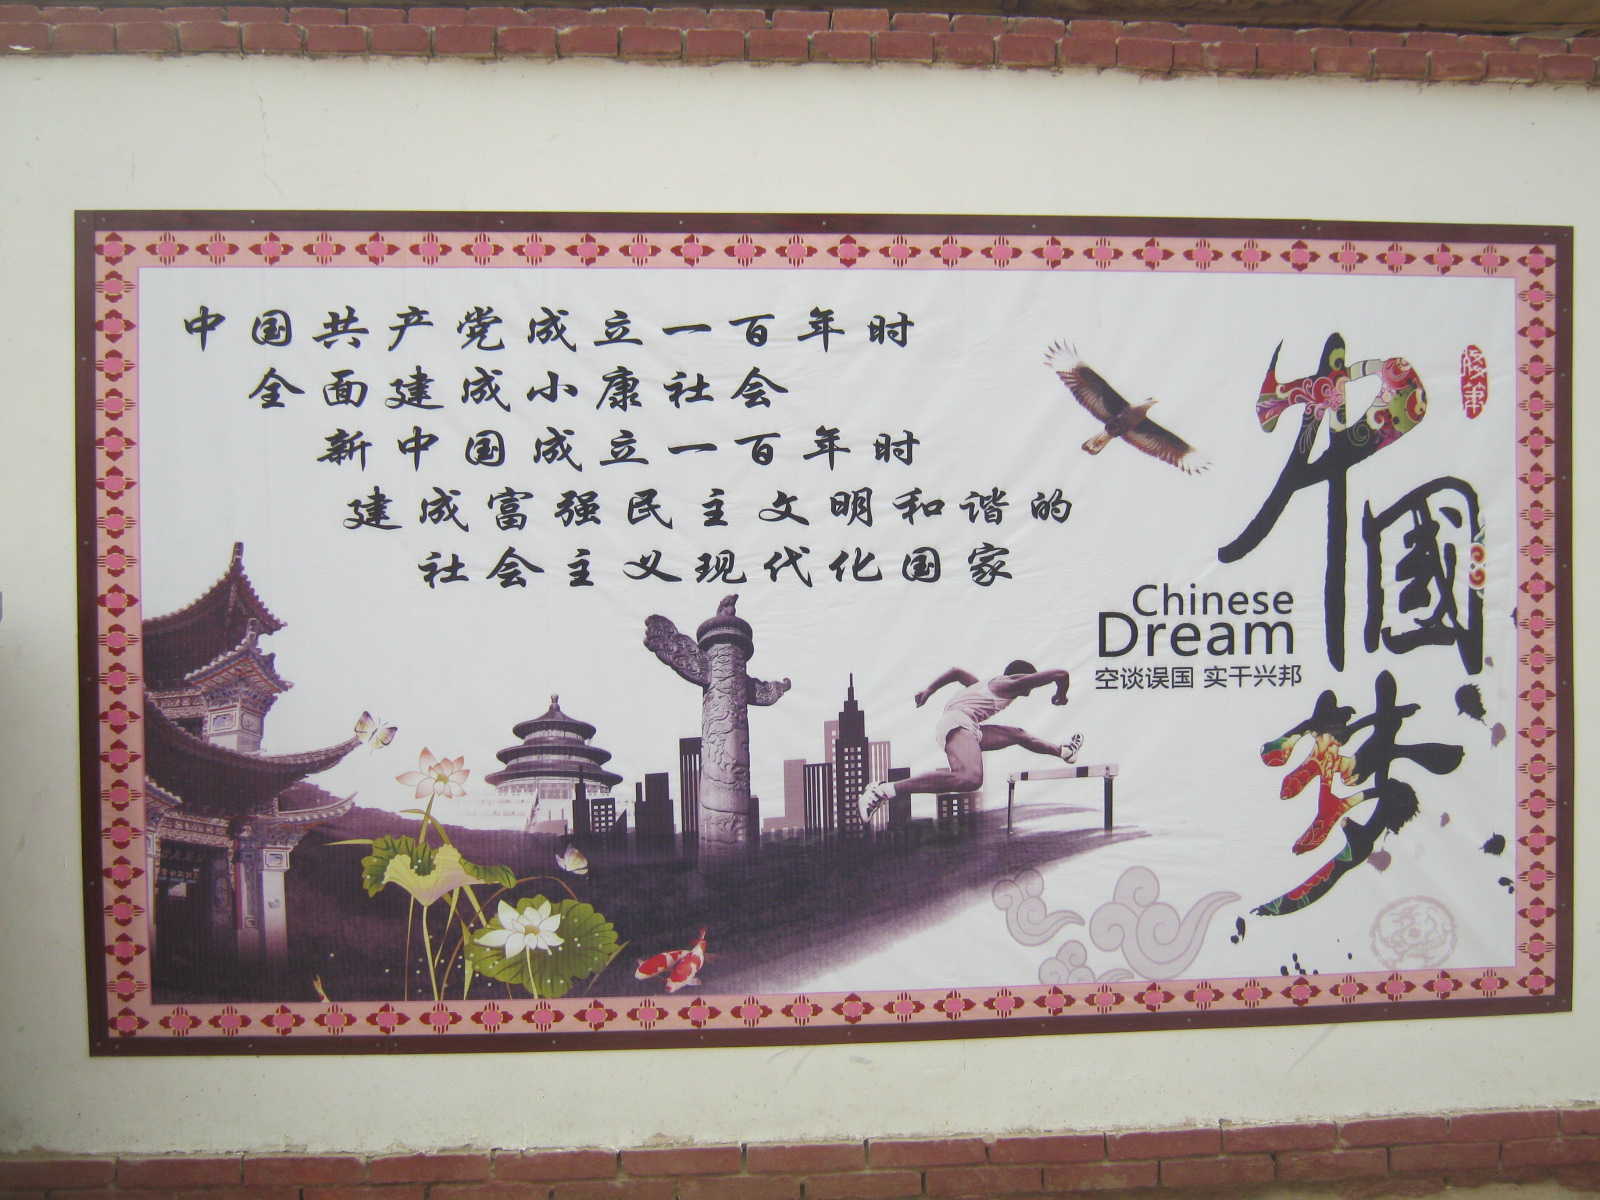 中国共产党成立一百年时
全面建成小康社会
新中国成立一百年时
建成富强民主文明和谐的
社会主义现代化国家
中國梦
Chinese
Dream
空谈误国 实干兴邦